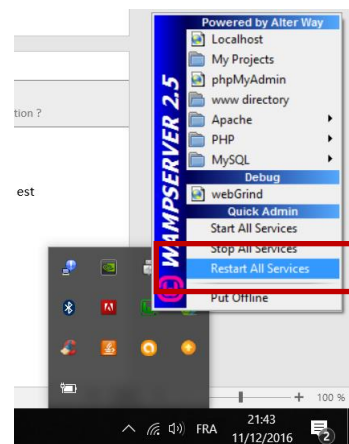 Powered by Alter Way
Localhost
My Projects
phpMyAdmin
www directory
Apache
PHP
MySQL
Debug
webGrind
Quick Admin
Start All Services
Stop All Services
Restart All Services
Put Offline
WAMPSERVER 2.5
tion ?
est
100 %
FRA
21:43
11/12/2016
2